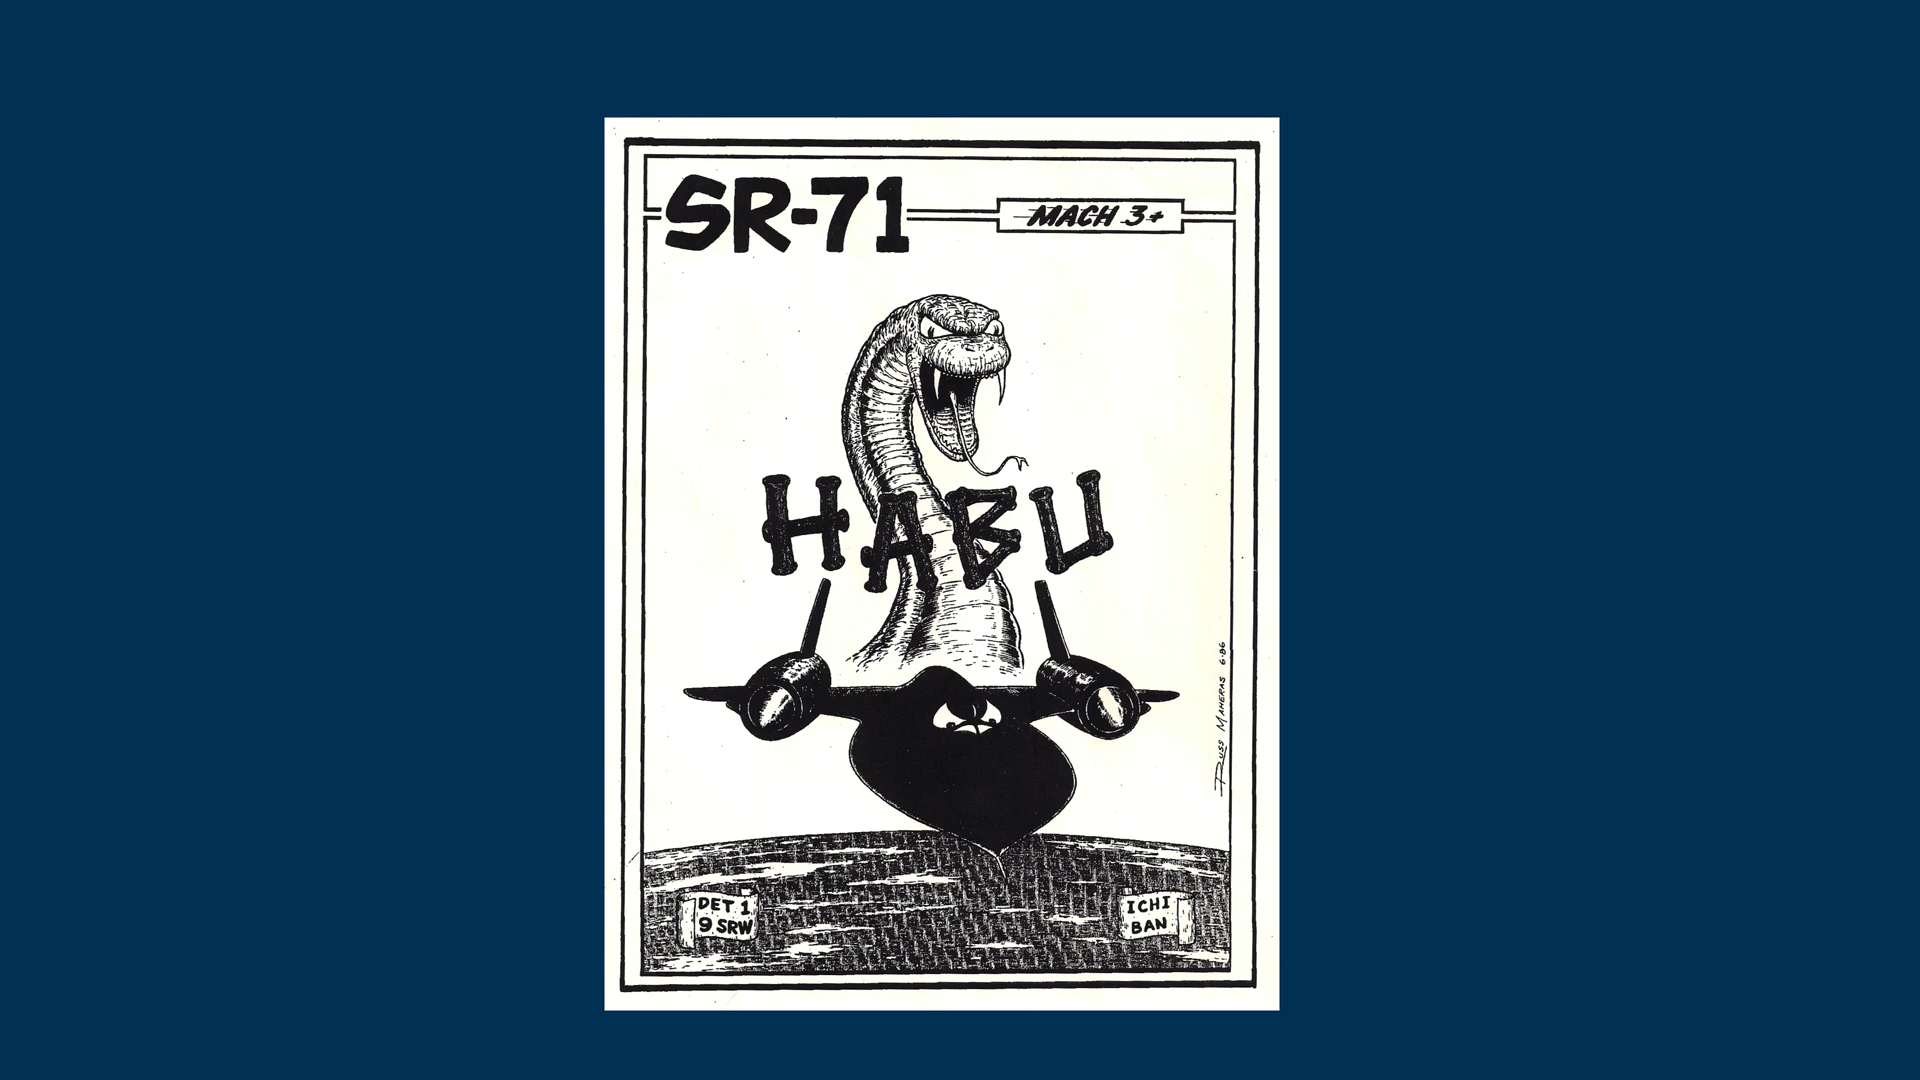 SR-71
MACH 3+
HABU
RUSS MAHERAS 6-86
DET 1
9 SRW
ICHI
BAN